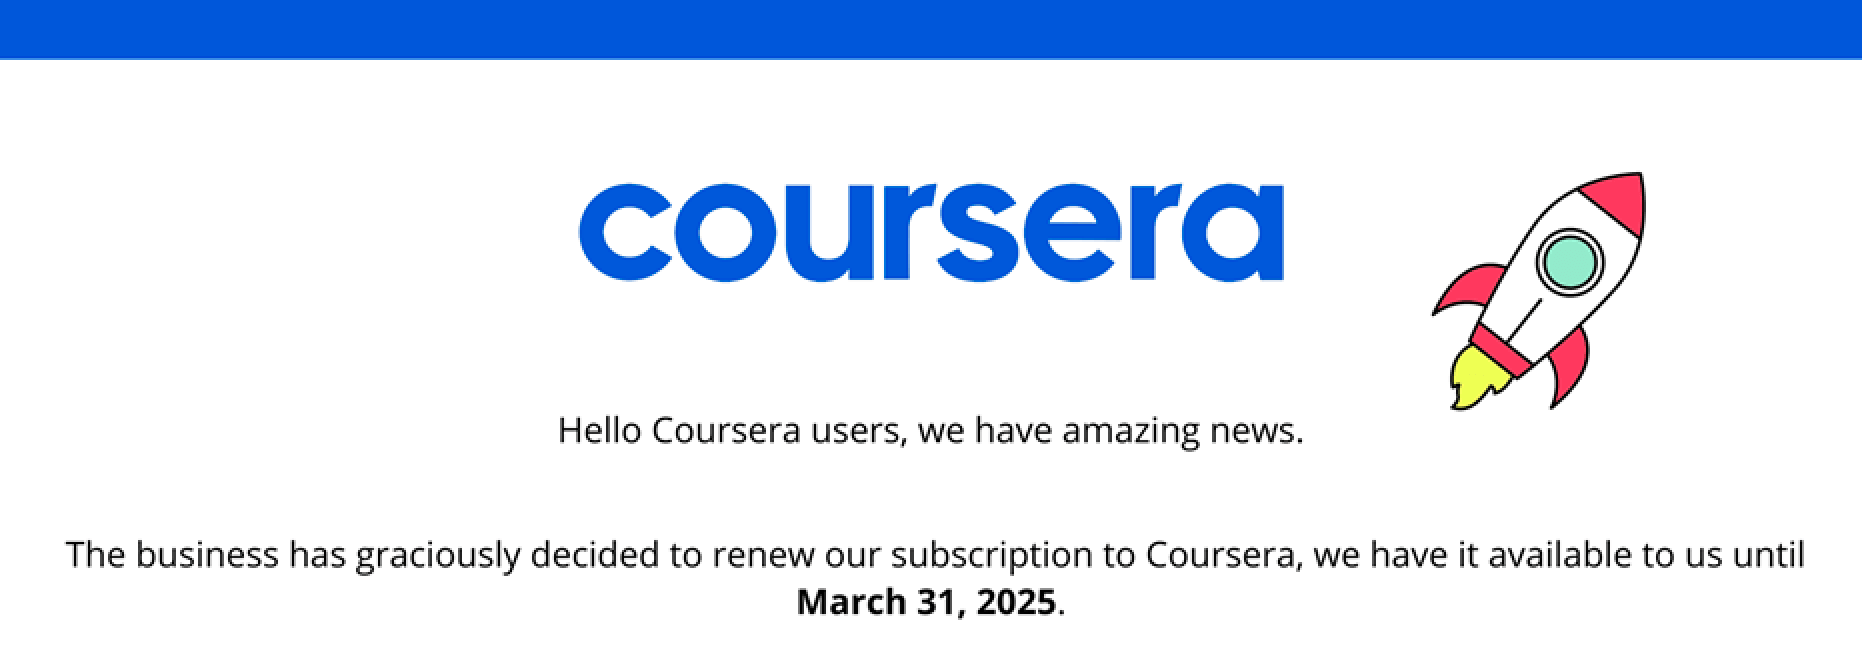 coursera
Hello Coursera users, we have amazing news.
The business has graciously decided to renew our subscription to Coursera, we have it available to us until
March 31, 2025.